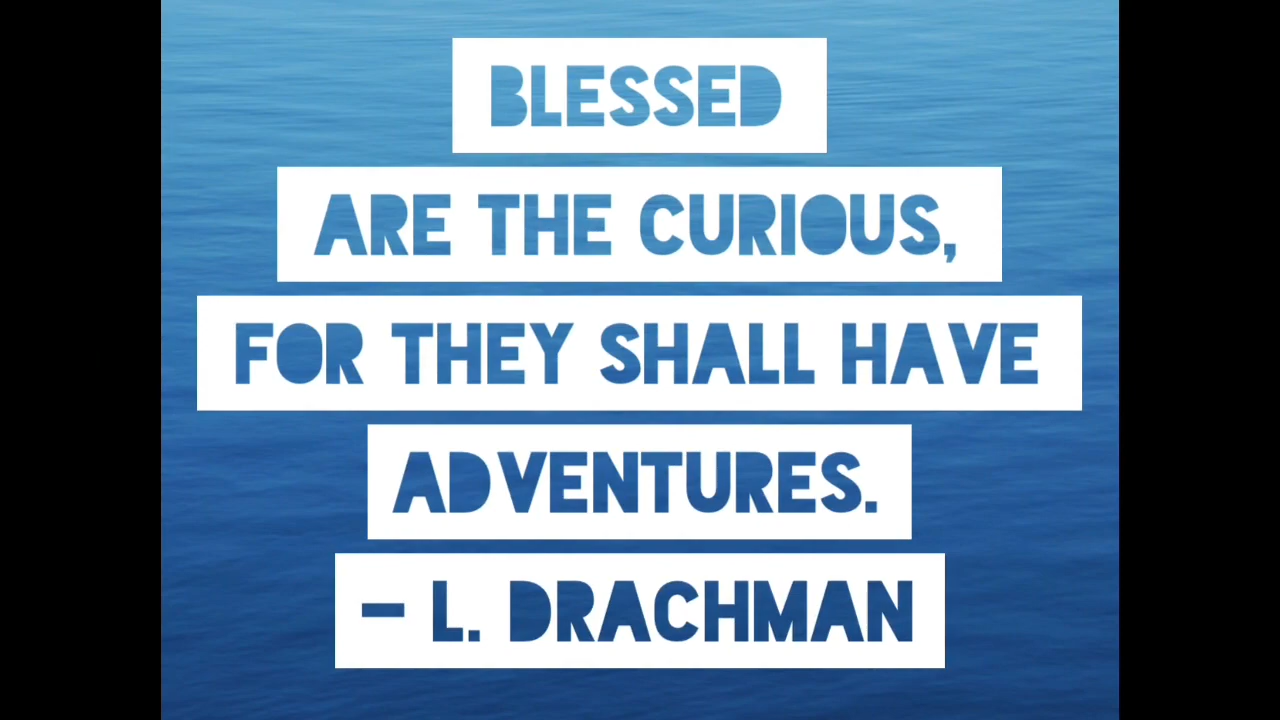 BLESSED
ARE THE CURIOUS,
FOR THEY SHALL HAVE
ADVENTURES.
– L. DRACHMAN